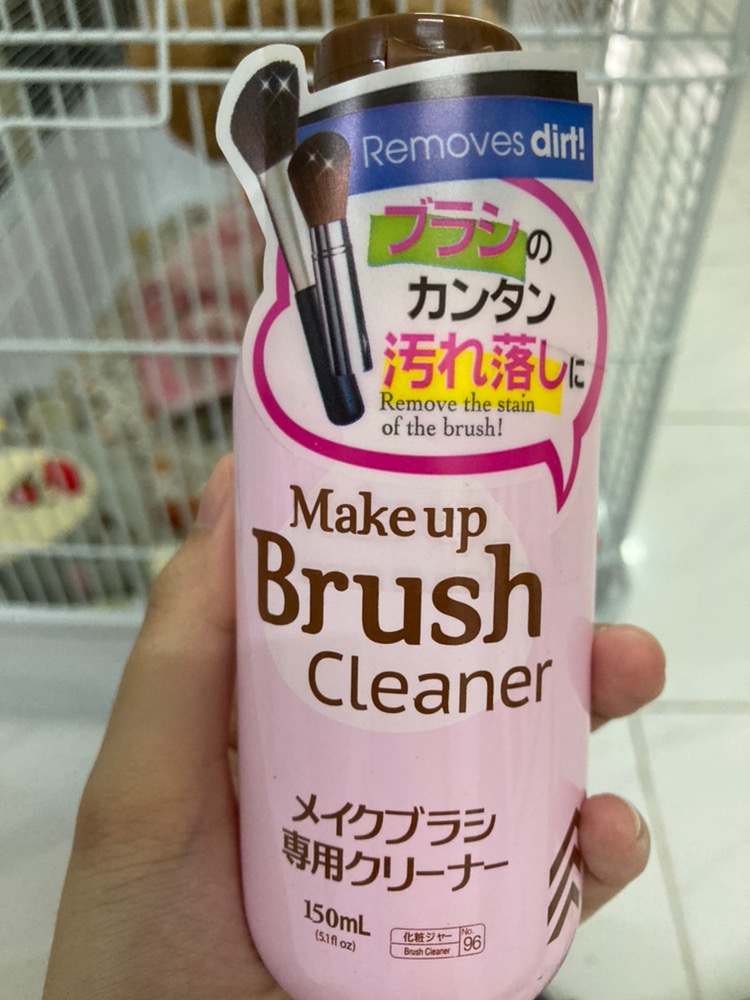 Removes dirt!
ブラシの
カンタン
汚れ落しに
Remove the stain
of the brush!
Make up
Brush
Cleaner
メイクブラシ
専用クリーナー
150mL
(5.1fl oz)
化粧ジャー
Brush Cleaner
No.
96